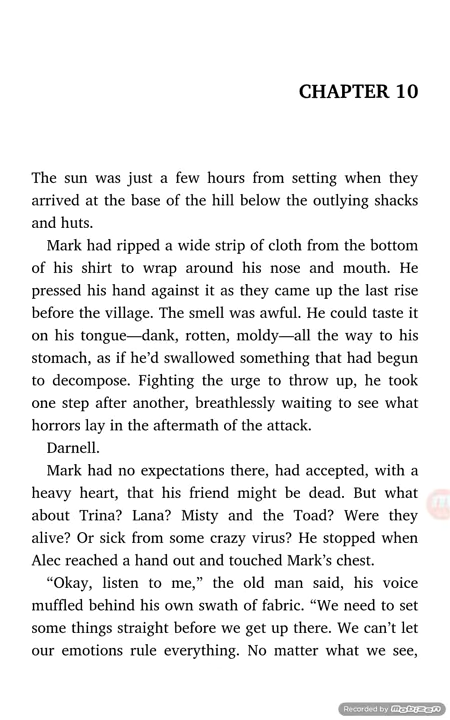 CHAPTER 10
The sun was just a few hours from setting when they
arrived at the base of the hill below the outlying shacks
and huts.
Mark had ripped a wide strip of cloth from the bottom
of his shirt to wrap around his nose and mouth. He
pressed his hand against it as they came up the last rise
before the village. The smell was awful. He could taste it
on his tongue—dank, rotten, moldy—all the way to his
stomach, as if he’d swallowed something that had begun
to decompose. Fighting the urge to throw up, he took
one step after another, breathlessly waiting to see what
horrors lay in the aftermath of the attack.
Darnell.
Mark had no expectations there, had accepted, with a
heavy heart, that his friend might be dead. But what
about Trina? Lana? Misty and the Toad? Were they
alive? Or sick from some crazy virus? He stopped when
Alec reached a hand out and touched Mark’s chest.
“Okay, listen to me,” the old man said, his voice
muffled behind his own swath of fabric. “We need to set
some things straight before we get up there. We can’t let
our emotions rule everything. No matter what we see,
Recorded by mobizen